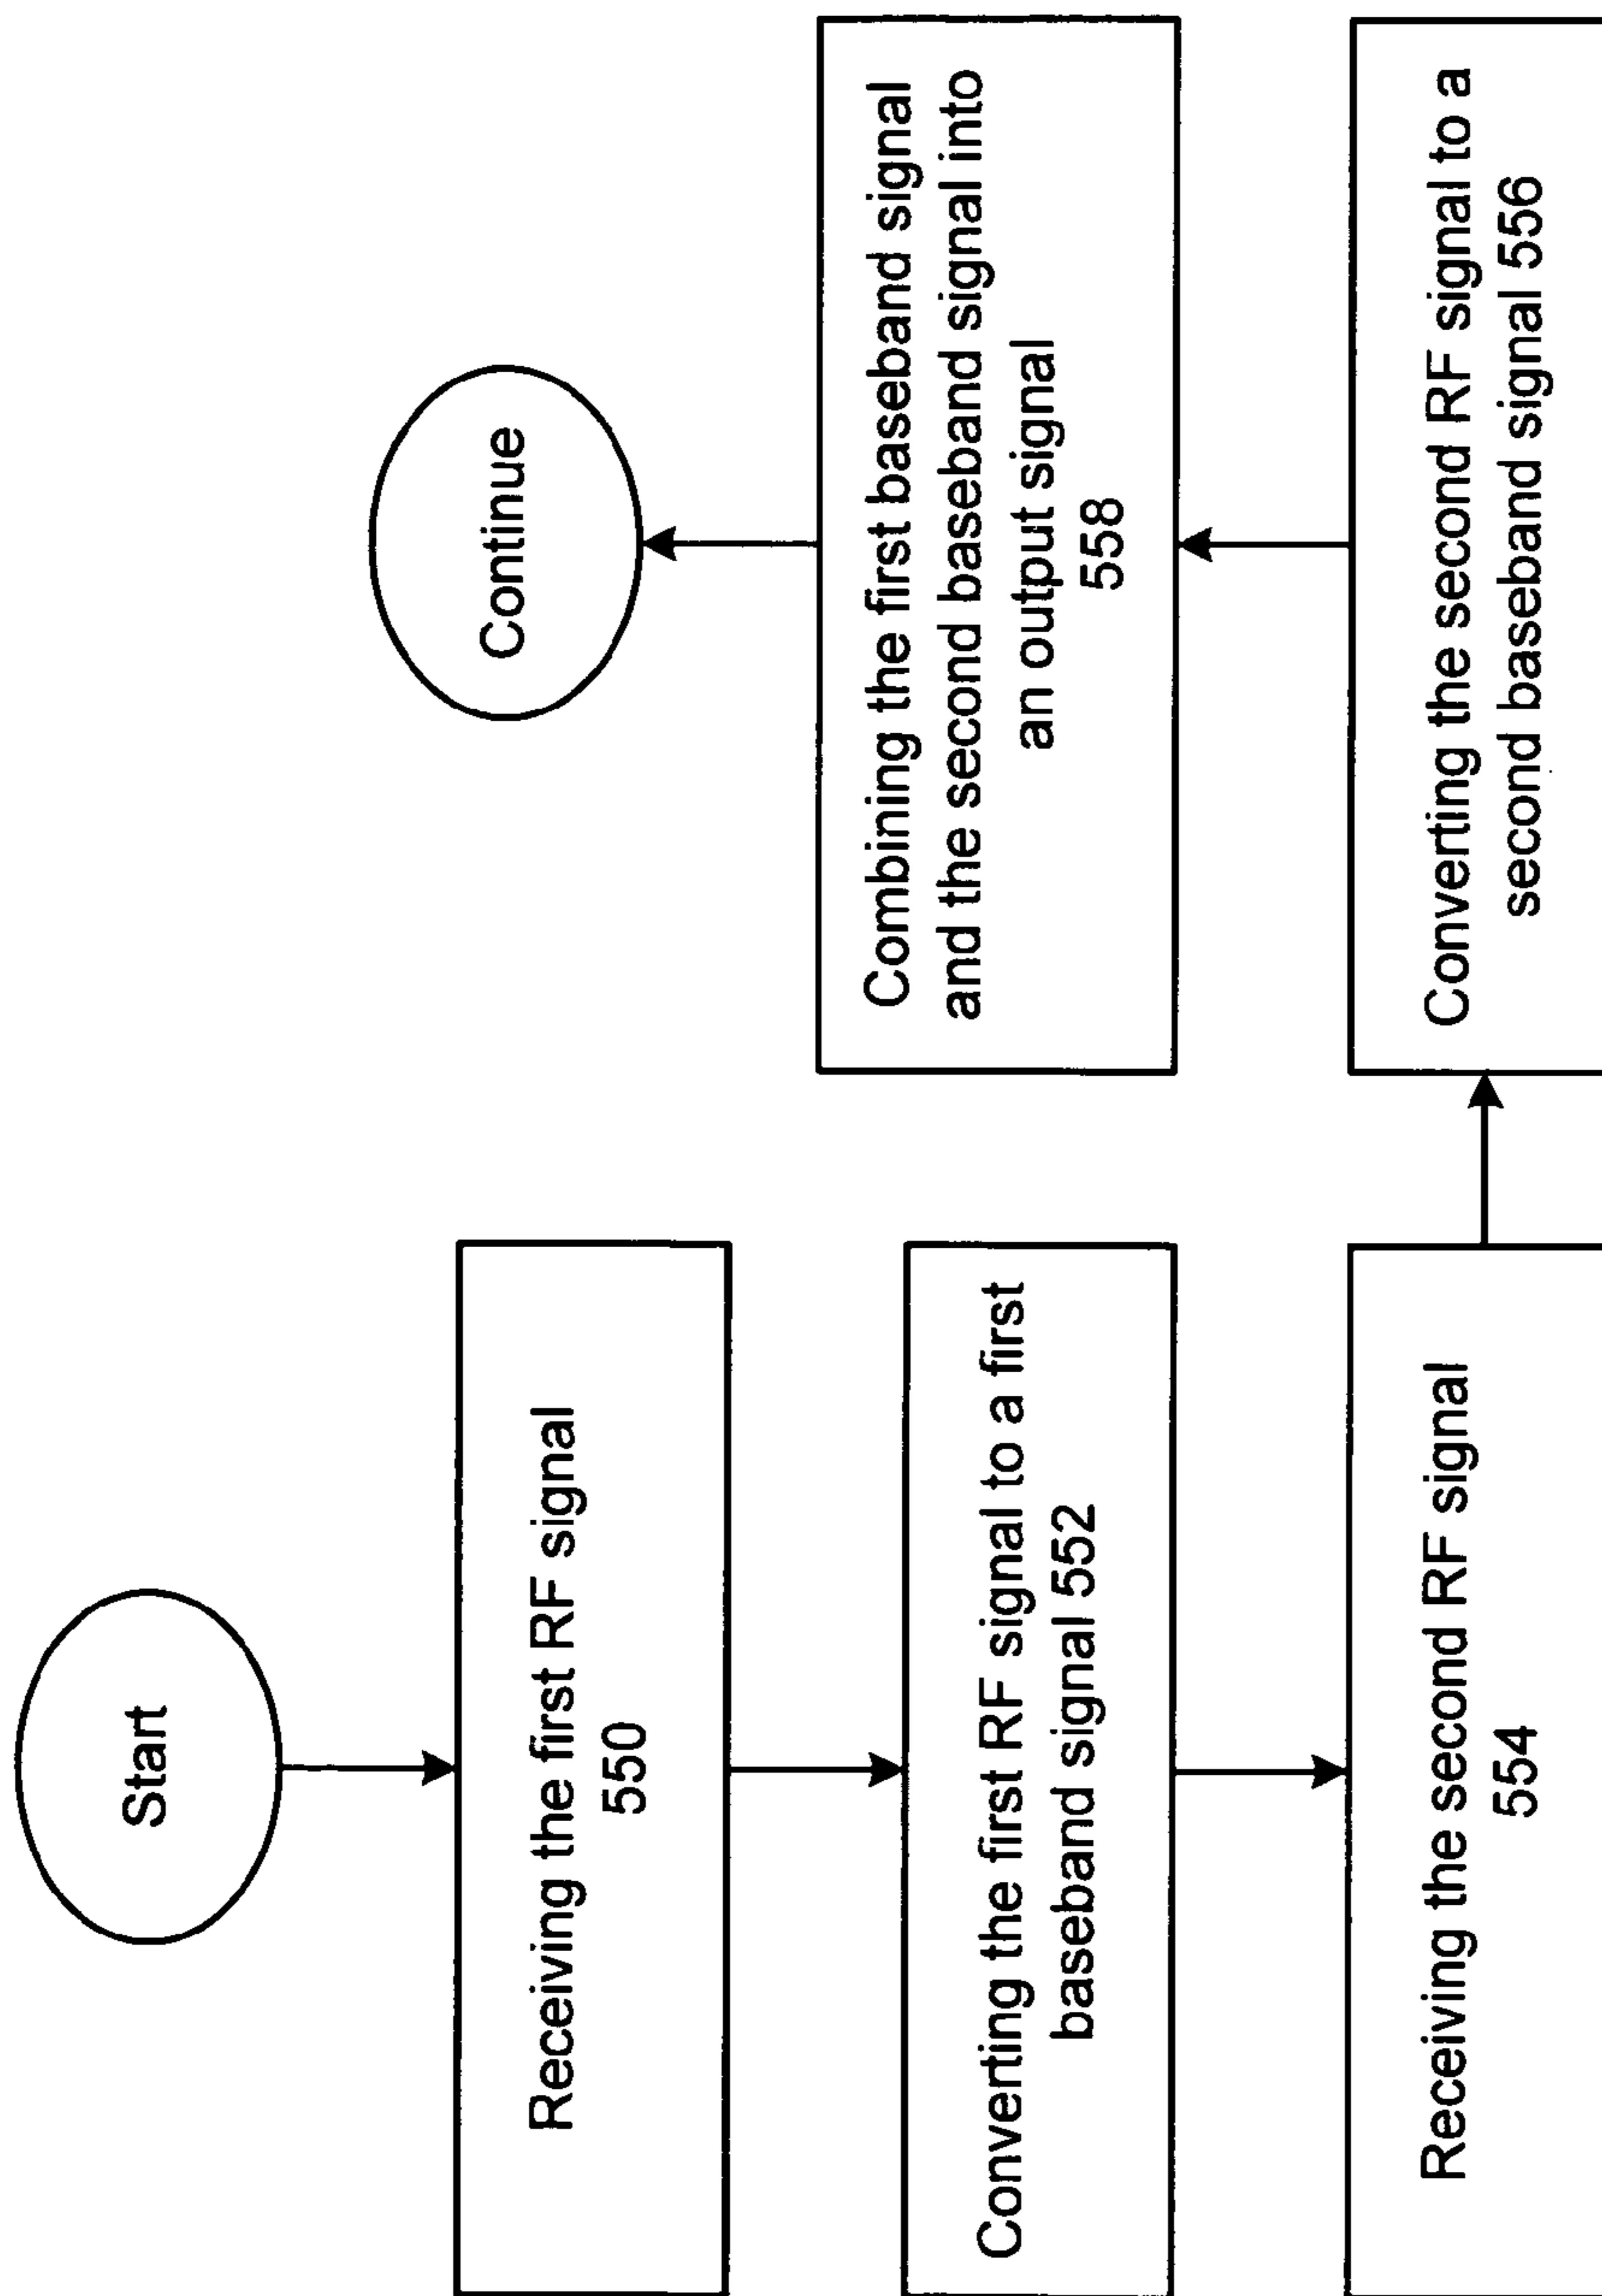 Start
Receiving the first RF signal
550
Converting the first RF signal to a first
baseband signal 552
Receiving the second RF signal
554
Converting the second RF signal to a
second baseband signal 556
Combining the first baseband signal
and the second baseband signal into
an output signal
558
Continue